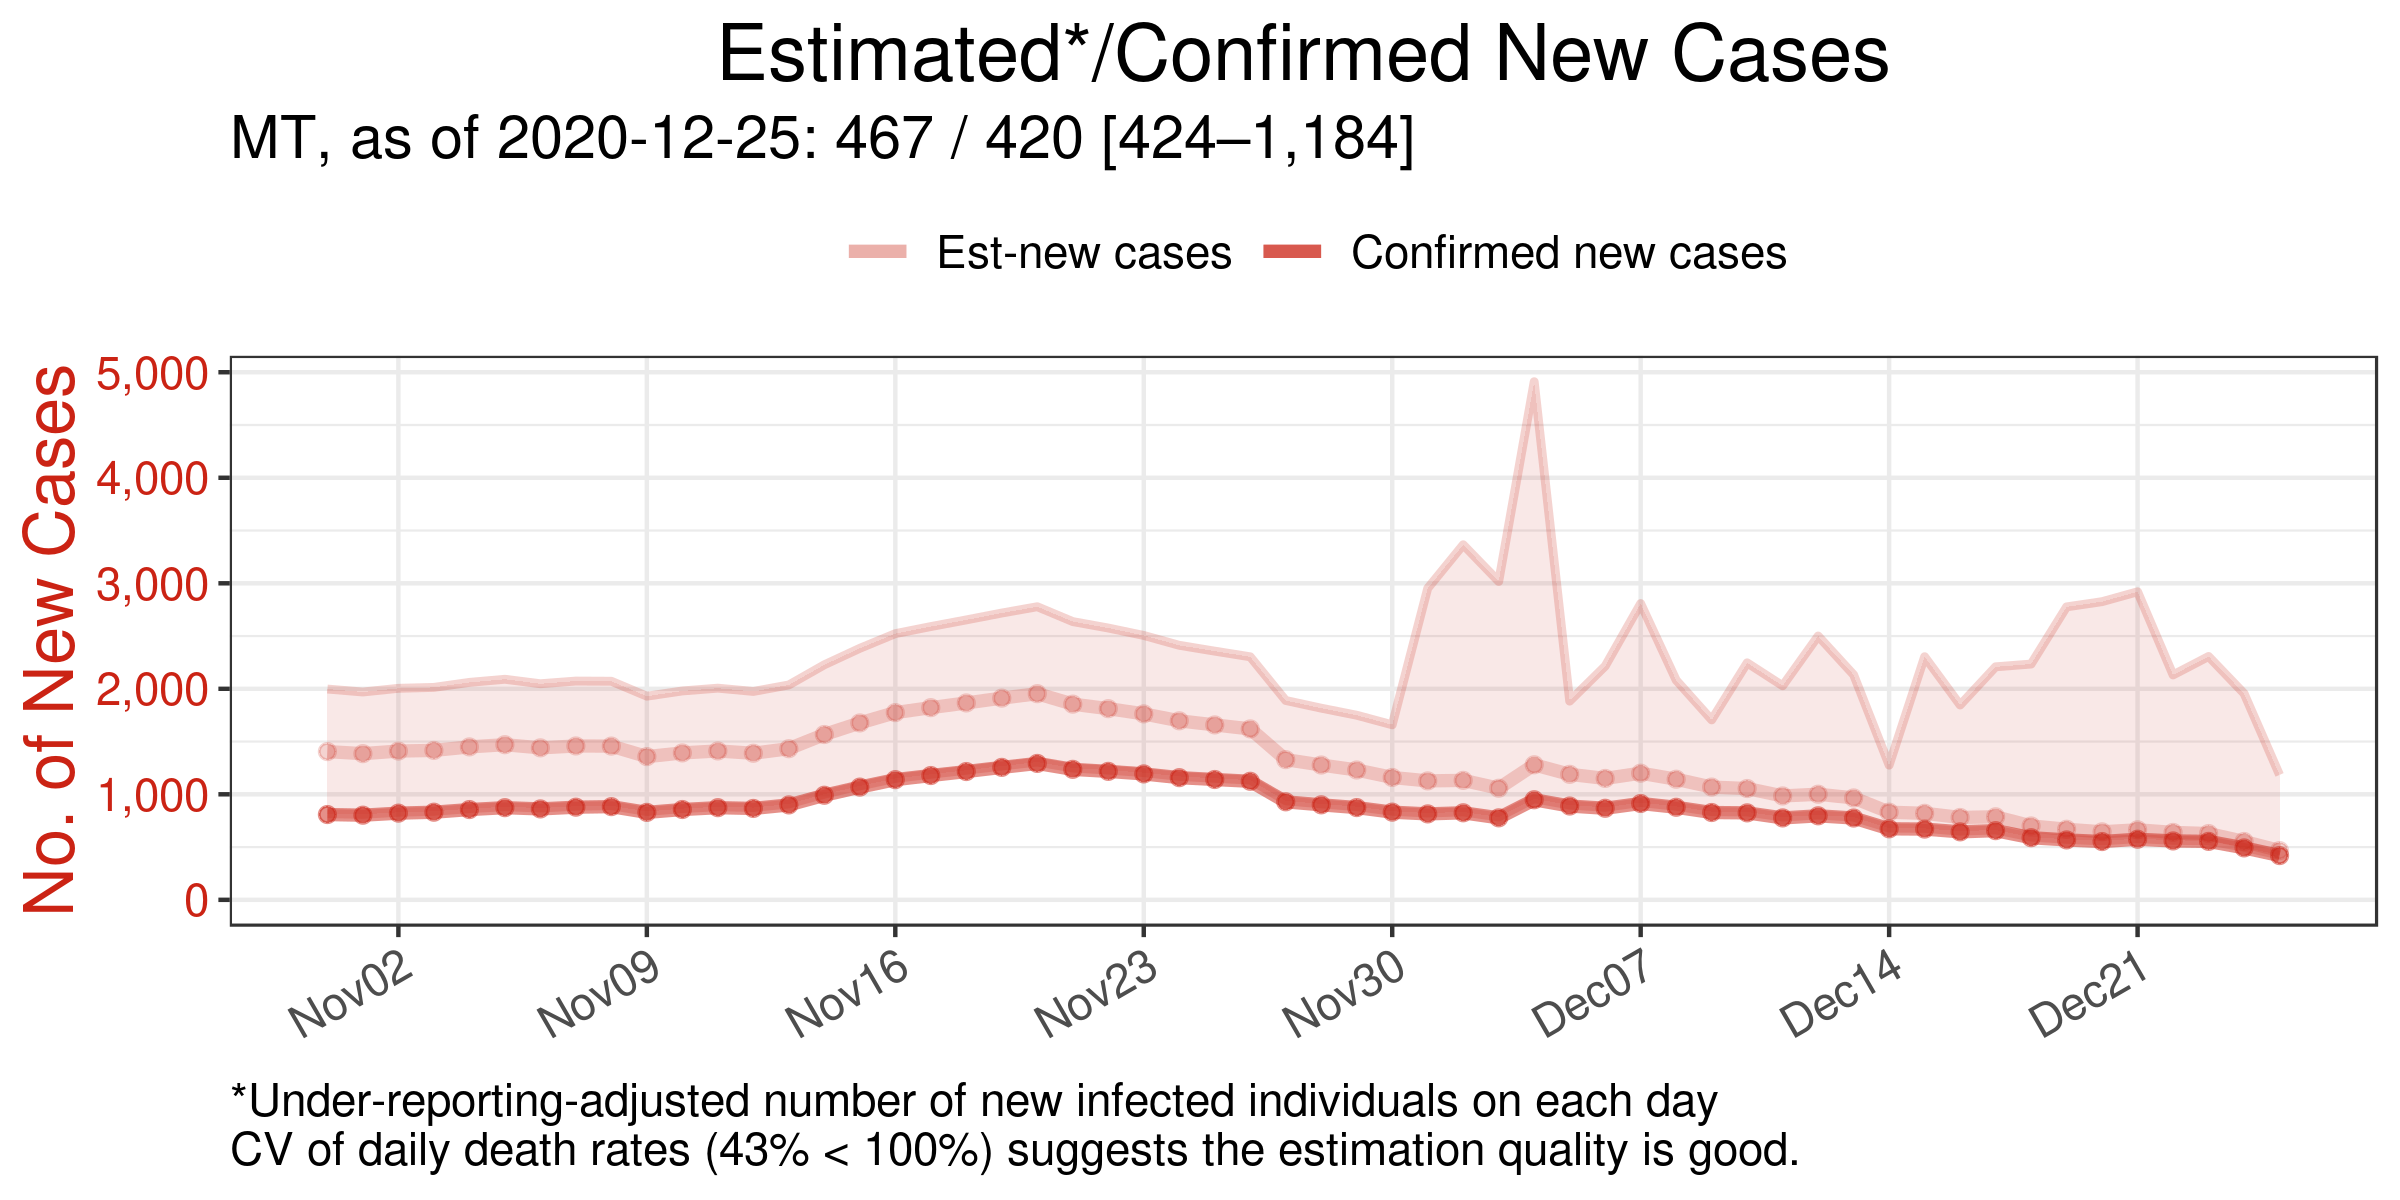 Estimated*/Confirmed New Cases
MT, as of 2020-12-25: 467 / 420 [424–1,184]
Est-new cases Confirmed new cases
No. of New Cases
5,000
4,000
3,000
2,000
1,000
0
Nov02 Nov09 Nov16 Nov23 Nov30 Dec07 Dec14 Dec21
*Under-reporting-adjusted number of new infected individuals on each day
CV of daily death rates (43% < 100%) suggests the estimation quality is good.